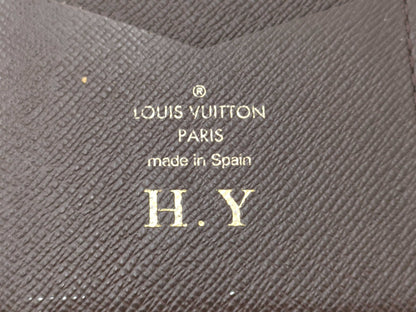 ®
LOUIS VUITTON
PARIS
made in Spain
H.Y